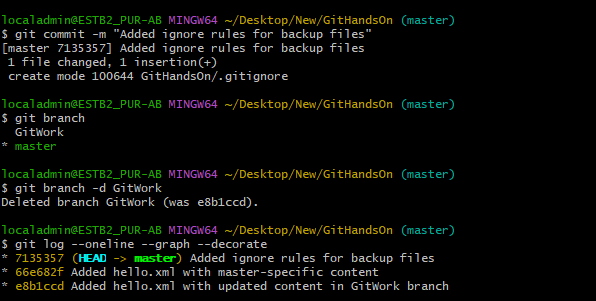 localadmin@ESTB2_PUR-AB MINGW64 ~/Desktop/New/GitHandsOn (master)
$ git commit -m "Added ignore rules for backup files"
[master 7135357] Added ignore rules for backup files
 1 file changed, 1 insertion(+)
 create mode 100644 GitHandsOn/.gitignore
localadmin@ESTB2_PUR-AB MINGW64 ~/Desktop/New/GitHandsOn (master)
$ git branch
  GitWork
* master
localadmin@ESTB2_PUR-AB MINGW64 ~/Desktop/New/GitHandsOn (master)
$ git branch -d GitWork
Deleted branch GitWork (was e8b1ccd).
localadmin@ESTB2_PUR-AB MINGW64 ~/Desktop/New/GitHandsOn (master)
$ git log --oneline --graph --decorate
* 7135357 (HEAD -> master) Added ignore rules for backup files
* 66e682f Added hello.xml with master-specific content
* e8b1ccd Added hello.xml with updated content in GitWork branch